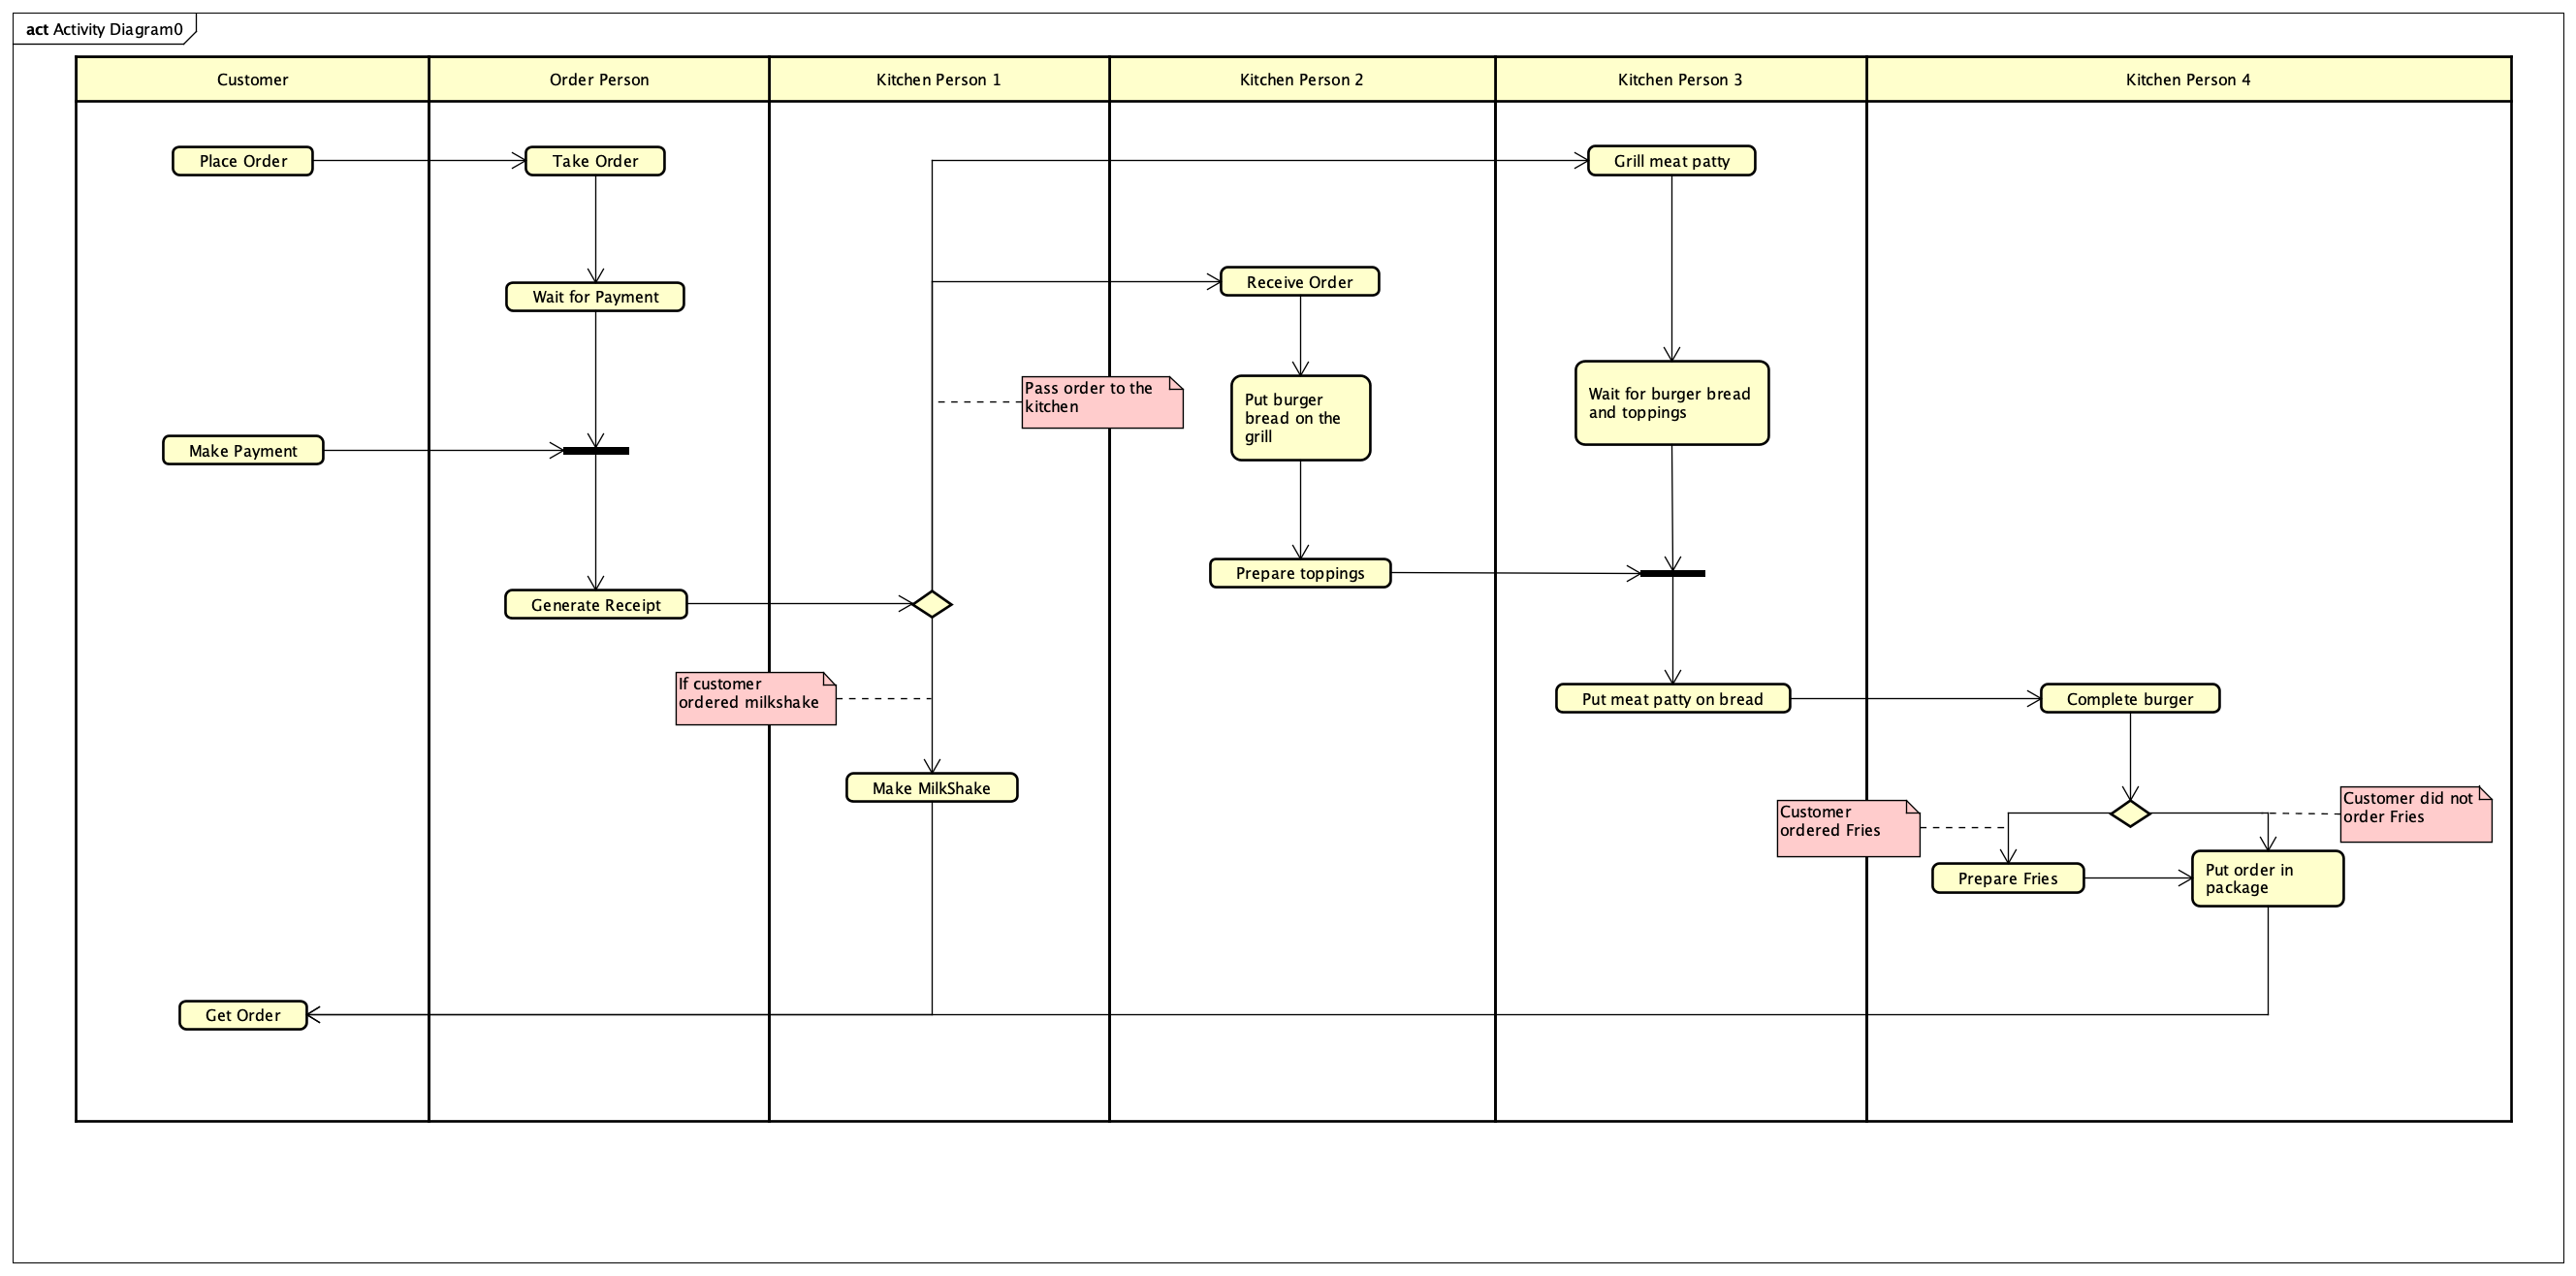 act Activity Diagram0
Customer
Order Person
Kitchen Person 1
Kitchen Person 2
Kitchen Person 3
Kitchen Person 4
Place Order
Take Order
Grill meat patty
Receive Order
Wait for Payment
Pass order to the
kitchen
Put burger
bread on the
grill
Wait for burger bread
and toppings
Make Payment
Prepare toppings
Generate Receipt
If customer
ordered milkshake
Put meat patty on bread
Complete burger
Make MilkShake
Customer
ordered Fries
Customer did not
order Fries
Prepare Fries
Put order in
package
Get Order